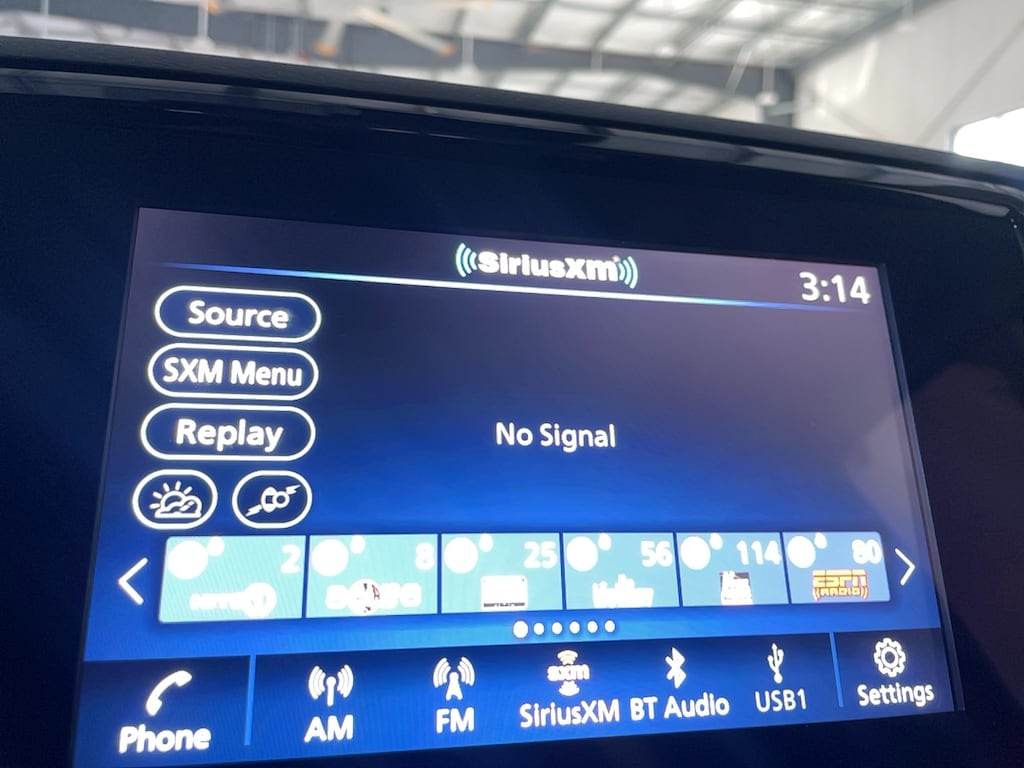 SiriusXm
3:14
Source
SXM Menu
Replay
No Signal
2
8
25
56
114
80
ESPN
RADIO
Phone
AM
FM
sxm
SiriusXM
BT Audio
USB1
Settings